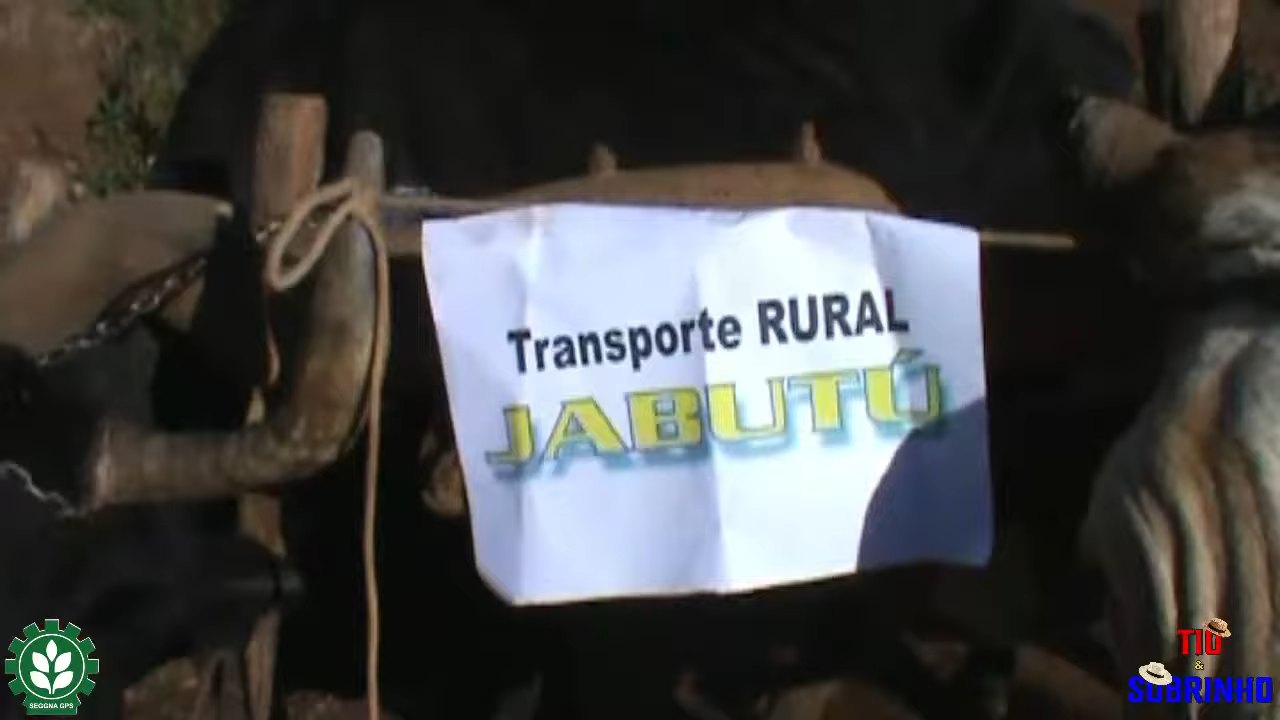 Transporte RURAL
JABUTÚ
SEGGNA GPS
TIO
&
SOBRINHO